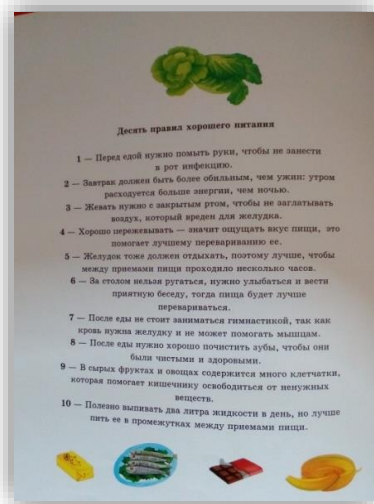 Десять правил хорошего питания
1 — Перед едой нужно помыть руки, чтобы не занести
в рот инфекцию.
2 — Завтрак должен быть более обильным, чем ужин: утром
расходуется больше энергии, чем ночью.
3 — Жевать нужно с закрытым ртом, чтобы не заглатывать
воздух, который вреден для желудка.
4 — Хорошо пережевывать — значит ощущать вкус пищи, это
помогает лучшему перевариванию ее.
5 — Желудок тоже должен отдыхать, поэтому лучше, чтобы
между приемами пищи проходило несколько часов.
6 — За столом нельзя ругаться, нужно улыбаться и вести
приятную беседу, тогда пища будет лучше
перевариваться.
7 — После еды не стоит заниматься гимнастикой, так как
кровь нужна желудку и не может помогать мышцам.
8 — После еды нужно хорошо почистить зубы, чтобы они
были чистыми и здоровыми.
9 — В сырых фруктах и овощах содержится много клетчатки,
которая помогает кишечнику освободиться от ненужных
веществ.
10 — Полезно выпивать два литра жидкости в день, но лучше
пить ее в промежутках между приемами пищи.